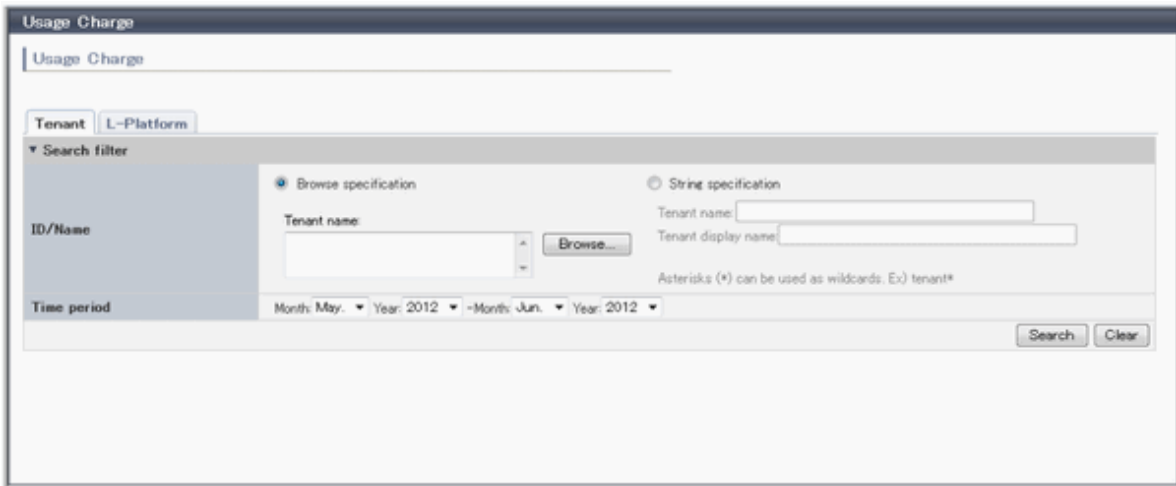 Usage Charge
Usage Charge
Tenant L-Platform
▼ Search filter
ID/Name
Browse specification
String specification
Tenant name:
Browse...
Tenant name:
Tenant display name:
Asterisks (*) can be used as wildcards. Ex) tenant*
Time period Month: May. Year: 2012 -Month: Jun. Year: 2012
Search Clear